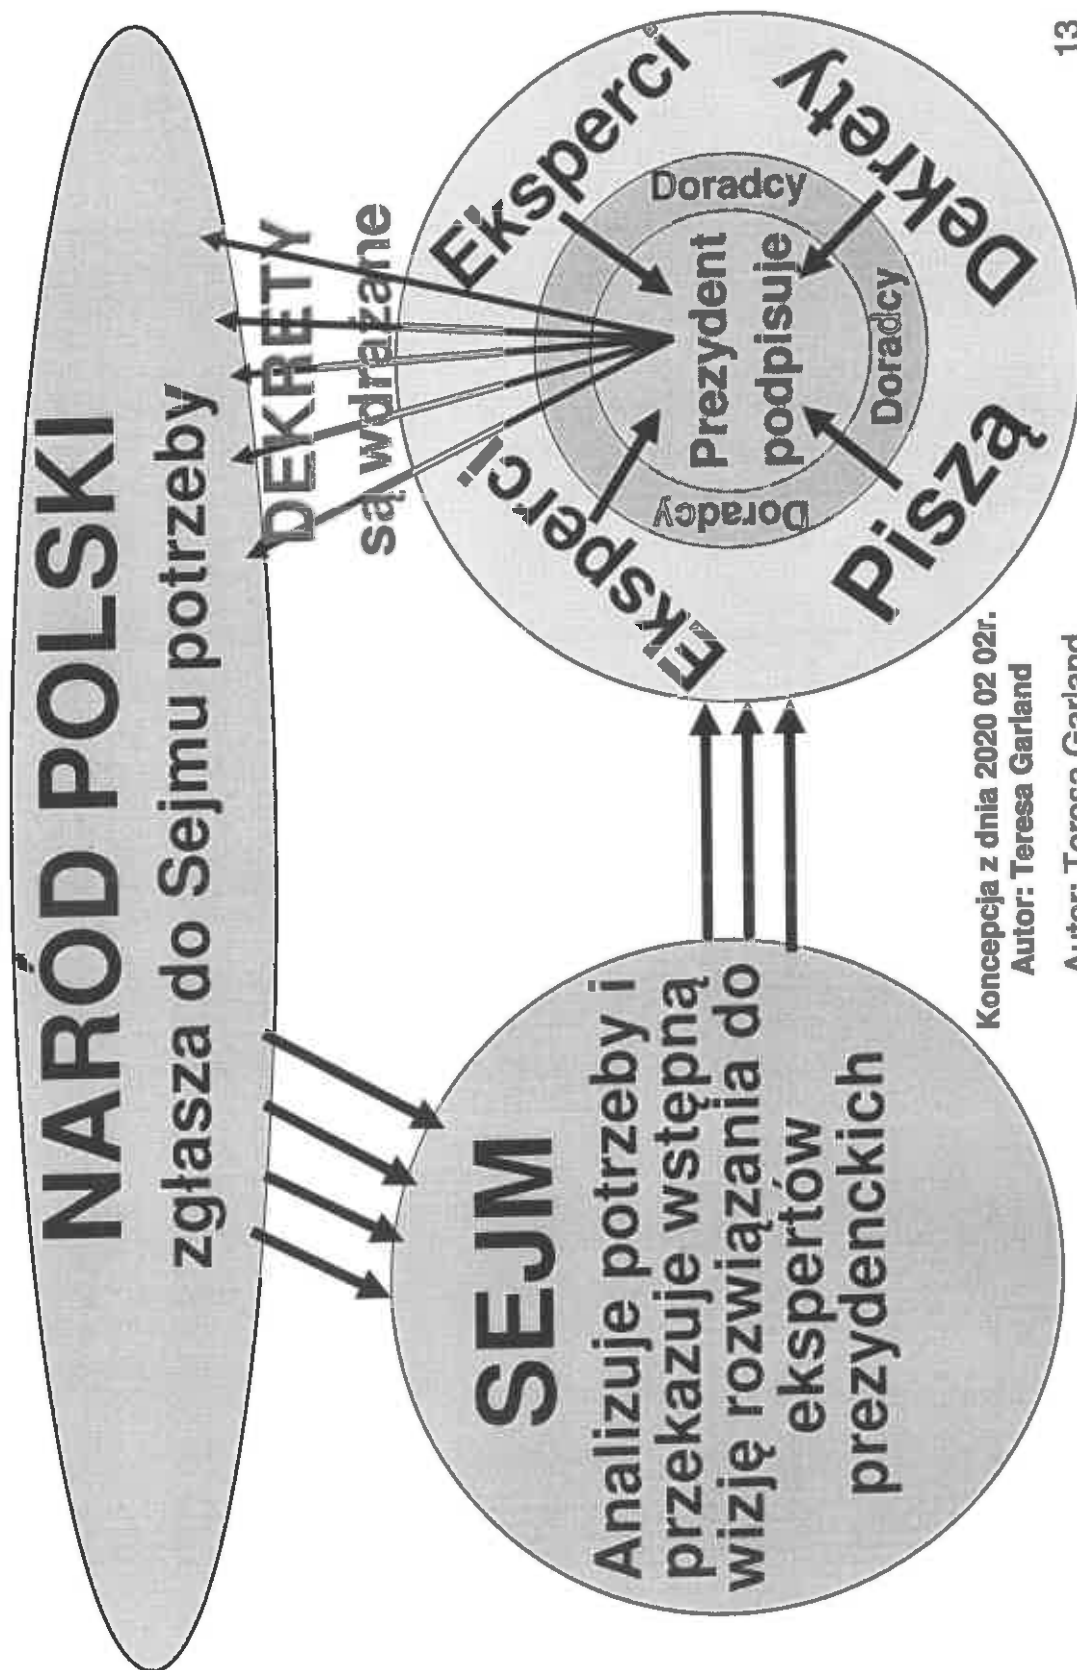 NARÓD POLSKI
zgłasza do Sejmu potrzeby
SEJM
Analizuje potrzeby i
przekazuje wstępną
wizję rozwiązania do
ekspertów
prezydenckich
DEKRETY
są wdrażane
Eksperci
Eksperci
Piszą
Dekrety
Doradcy
Doradcy
Doradcy
Prezydent
podpisuje
Koncepcja z dnia 2020 02 02r.
Autor: Teresa Garland
Autor: Teresa Garland
13